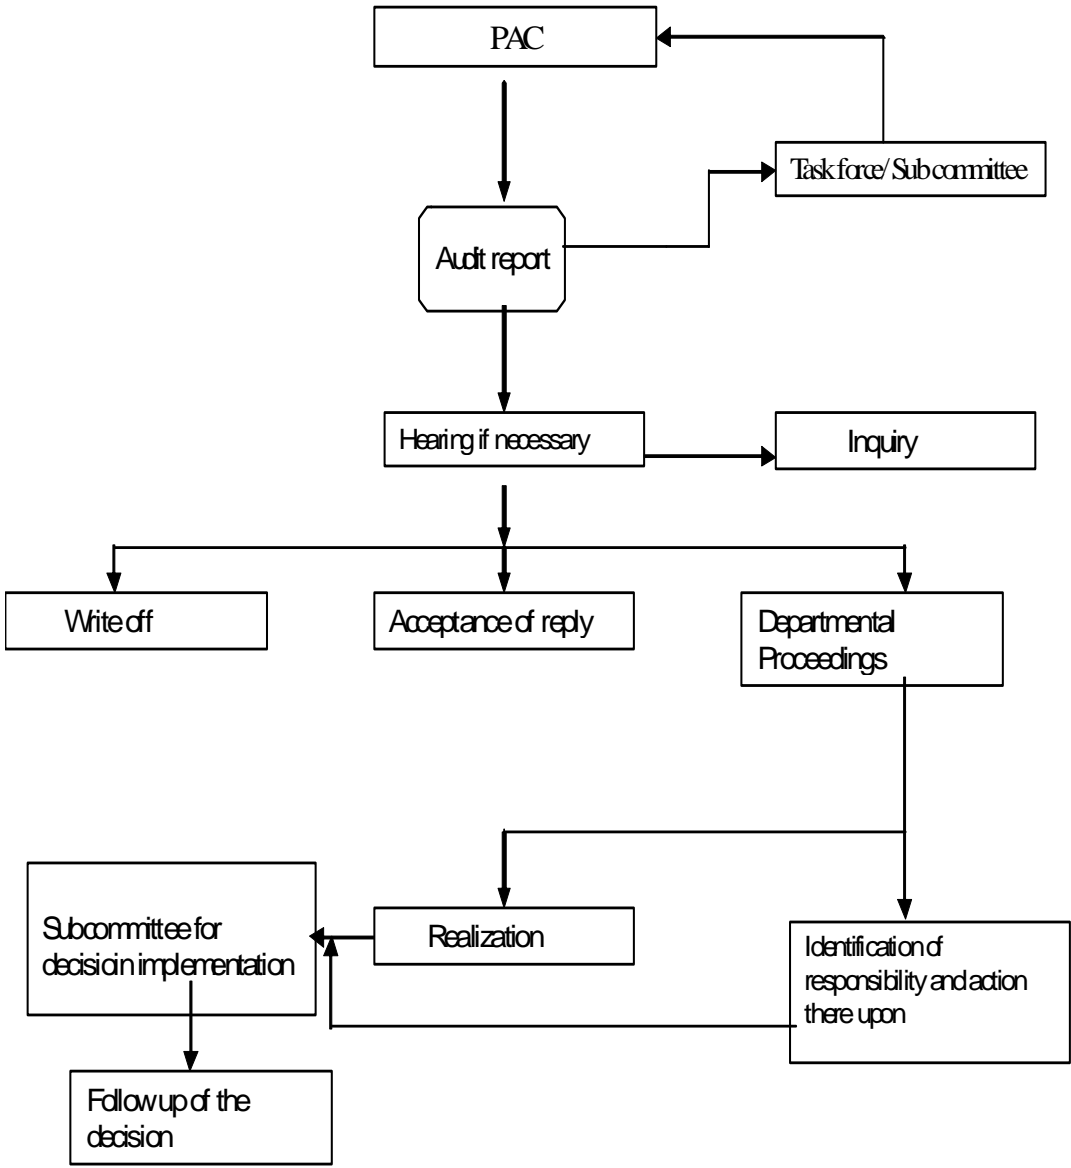 PAC
Task force/ Sub committee
Audit report
Hearing if necessary
Inquiry
Write off
Acceptance of reply
Departmental
Proceedings
Subcommittee for
decisioin implementation
Realization
Identification of
responsibility and action
there upon
Follow up of the
decision